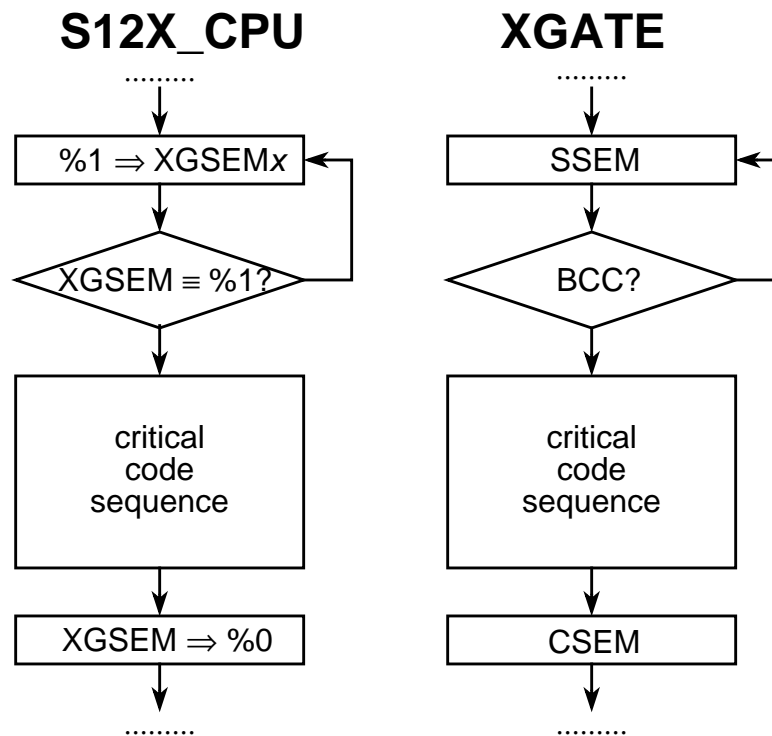 S12X_CPU
.........
%1 ⇒ XGSEMx
XGSEM ≡ %1?
critical
code
sequence
XGSEM ⇒ %0
.........
XGATE
.........
SSEM
BCC?
critical
code
sequence
CSEM
.........